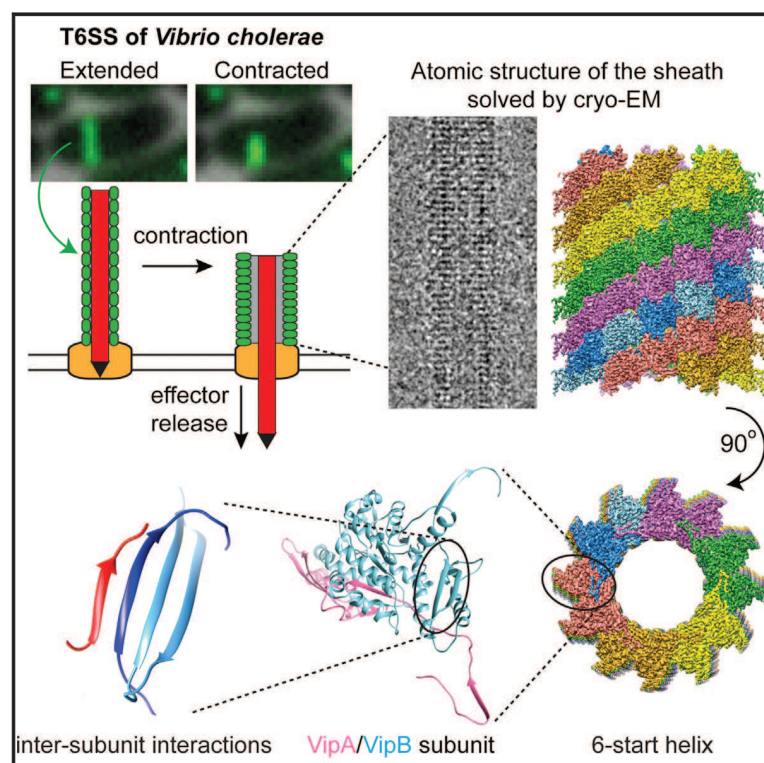 T6SS of Vibrio cholerae
Extended
Contracted
Atomic structure of the sheath
solved by cryo-EM
contraction
effector
release
90°
inter-subunit interactions
VipA/VipB subunit
6-start helix